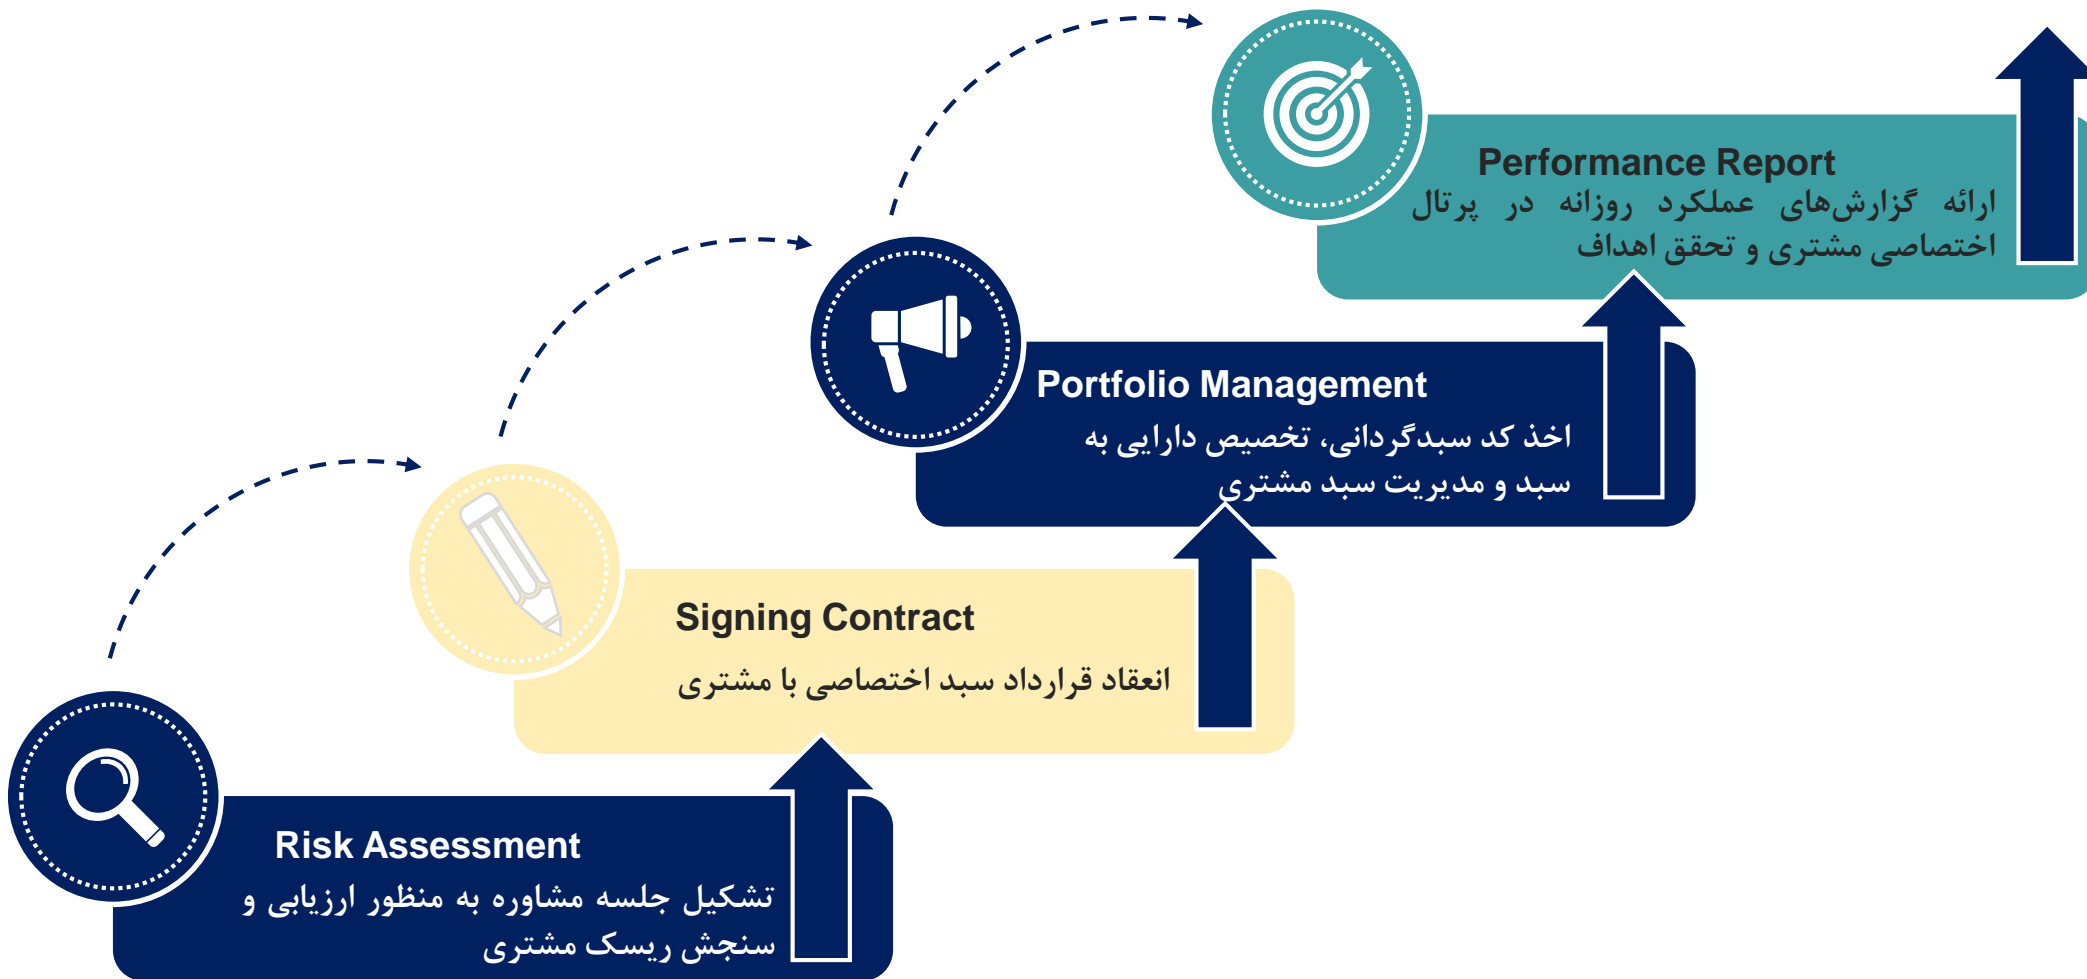 Performance Report
ارائه گزارش‌های عملکرد روزانه در پرتال
اختصاصی مشتری و تحقق اهداف
Portfolio Management
اخذ کد سبدگردانی، تخصیص دارایی به
سبد و مدیریت سبد مشتری
Signing Contract
انعقاد قرارداد سبد اختصاصی با مشتری
Risk Assessment
تشکیل جلسه مشاوره به منظور ارزیابی و
سنجش ریسک مشتری